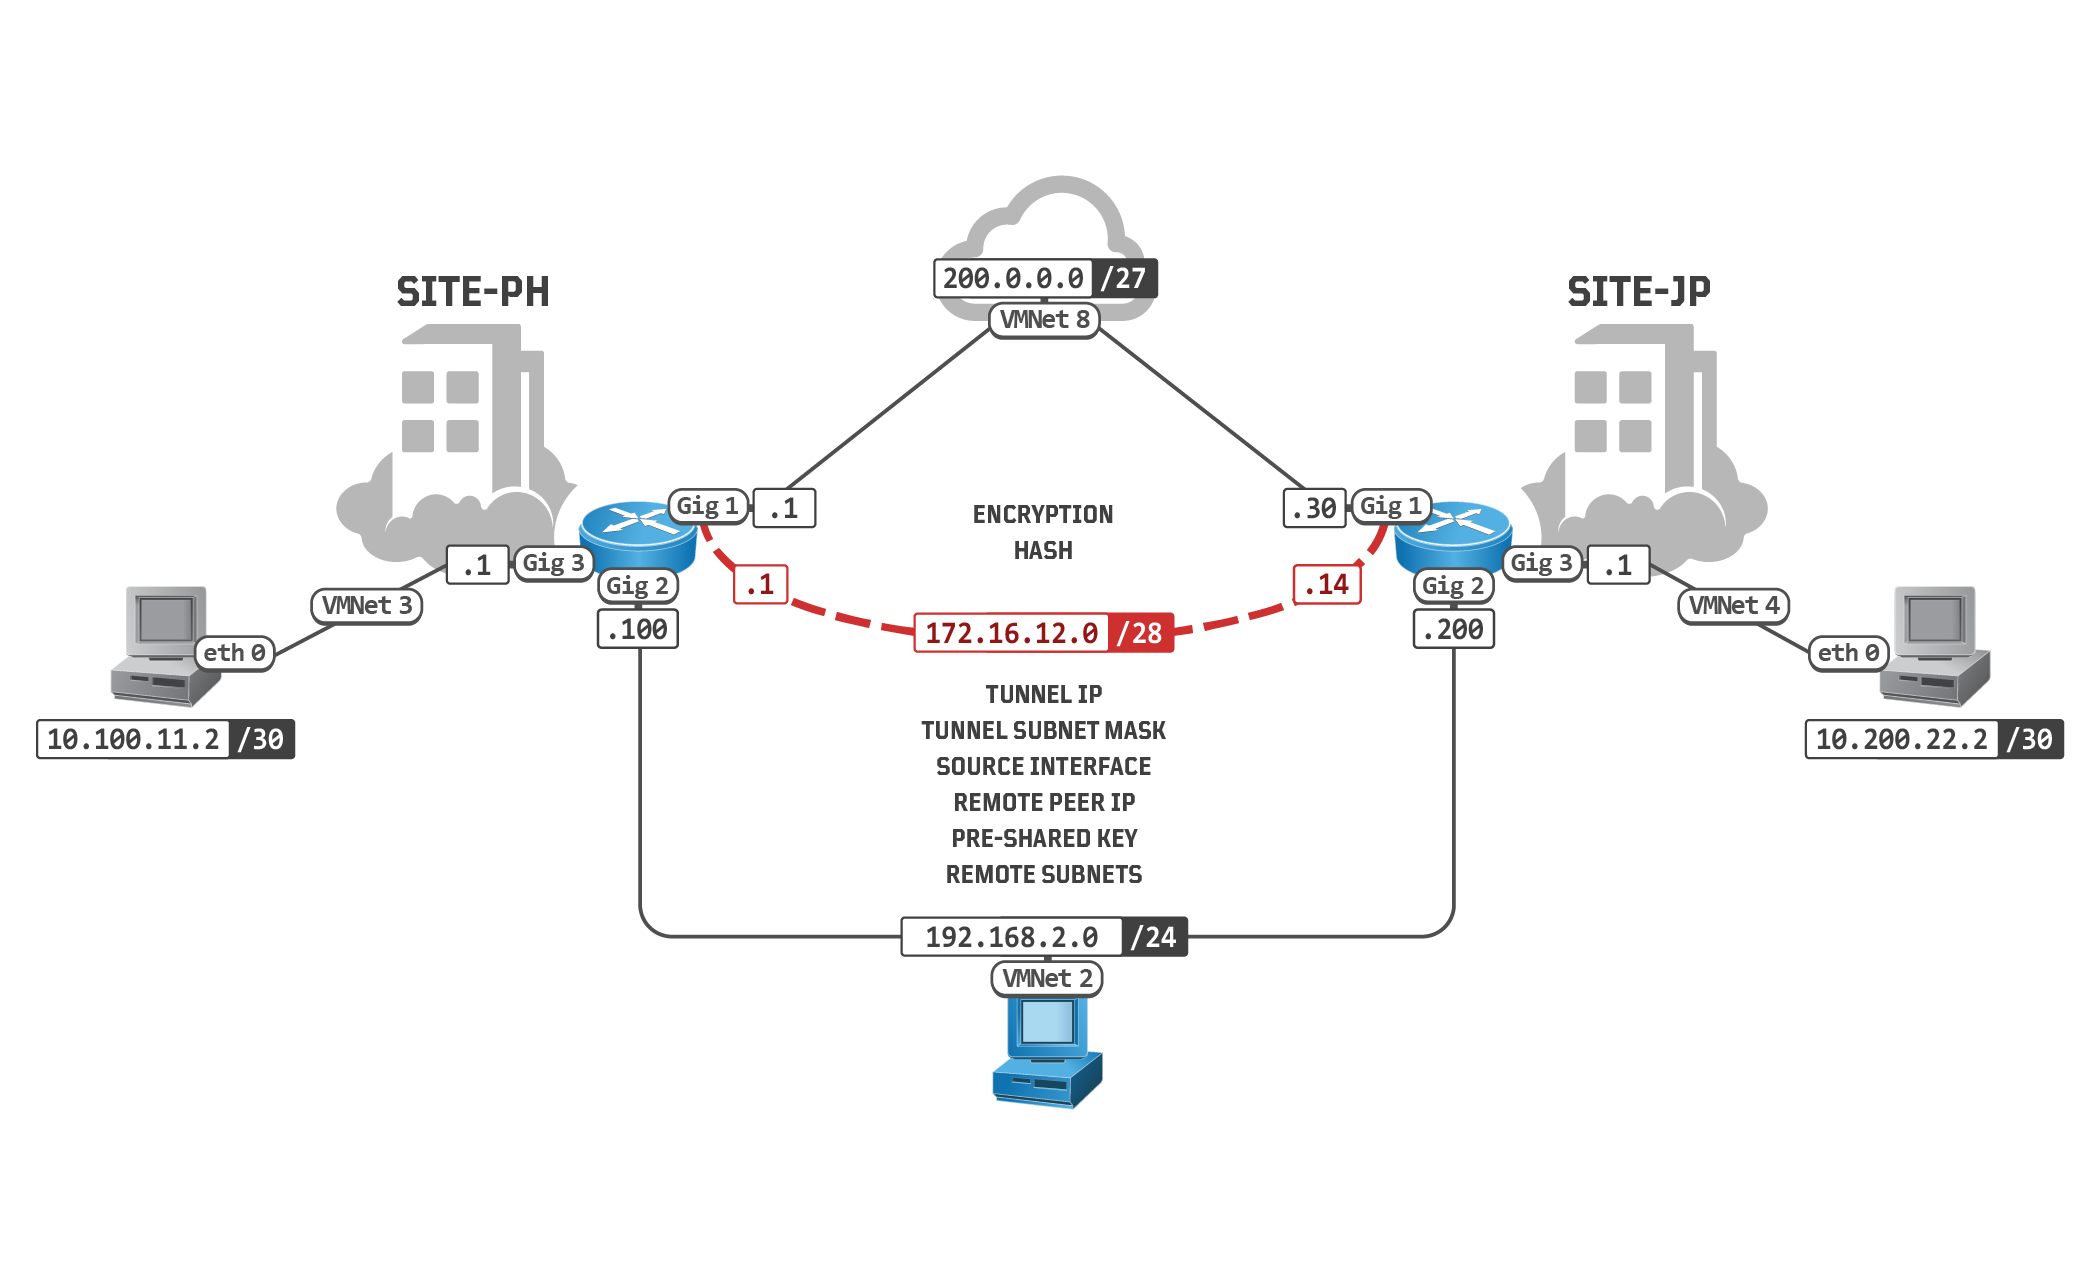 200.0.0.0 /27
VMNet 8
SITE-PH
SITE-JP
Gig 1 .1
.30 Gig 1
ENCRYPTION
HASH
.1 Gig 3
Gig 3 .1
Gig 2
.100
Gig 2
.200
.1
.14
172.16.12.0 /28
VMNet 3
VMNet 4
eth 0
eth 0
10.100.11.2 /30
10.200.22.2 /30
TUNNEL IP
TUNNEL SUBNET MASK
SOURCE INTERFACE
REMOTE PEER IP
PRE-SHARED KEY
REMOTE SUBNETS
192.168.2.0 /24
VMNet 2